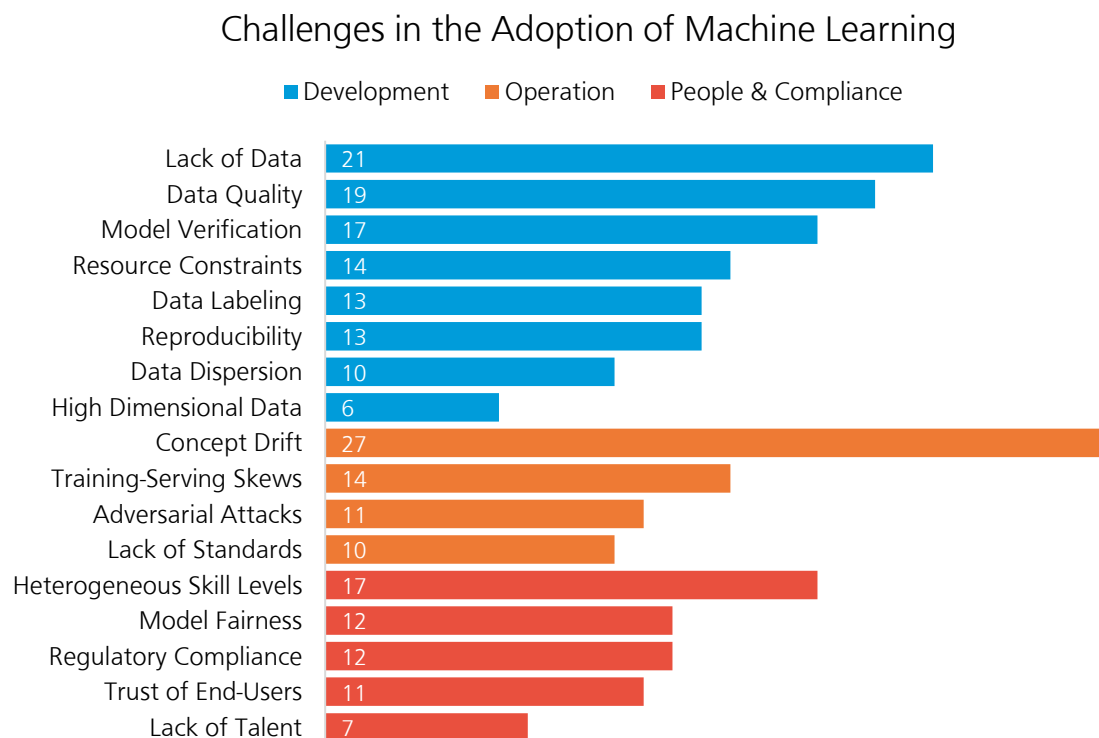 Challenges in the Adoption of Machine Learning
Development Operation People & Compliance
Lack of Data 21
Data Quality 19
Model Verification 17
Resource Constraints 14
Data Labeling 13
Reproducibility 13
Data Dispersion 10
High Dimensional Data 6
Concept Drift 27
Training-Serving Skews 14
Adversarial Attacks 11
Lack of Standards 10
Heterogeneous Skill Levels 17
Model Fairness 12
Regulatory Compliance 12
Trust of End-Users 11
Lack of Talent 7